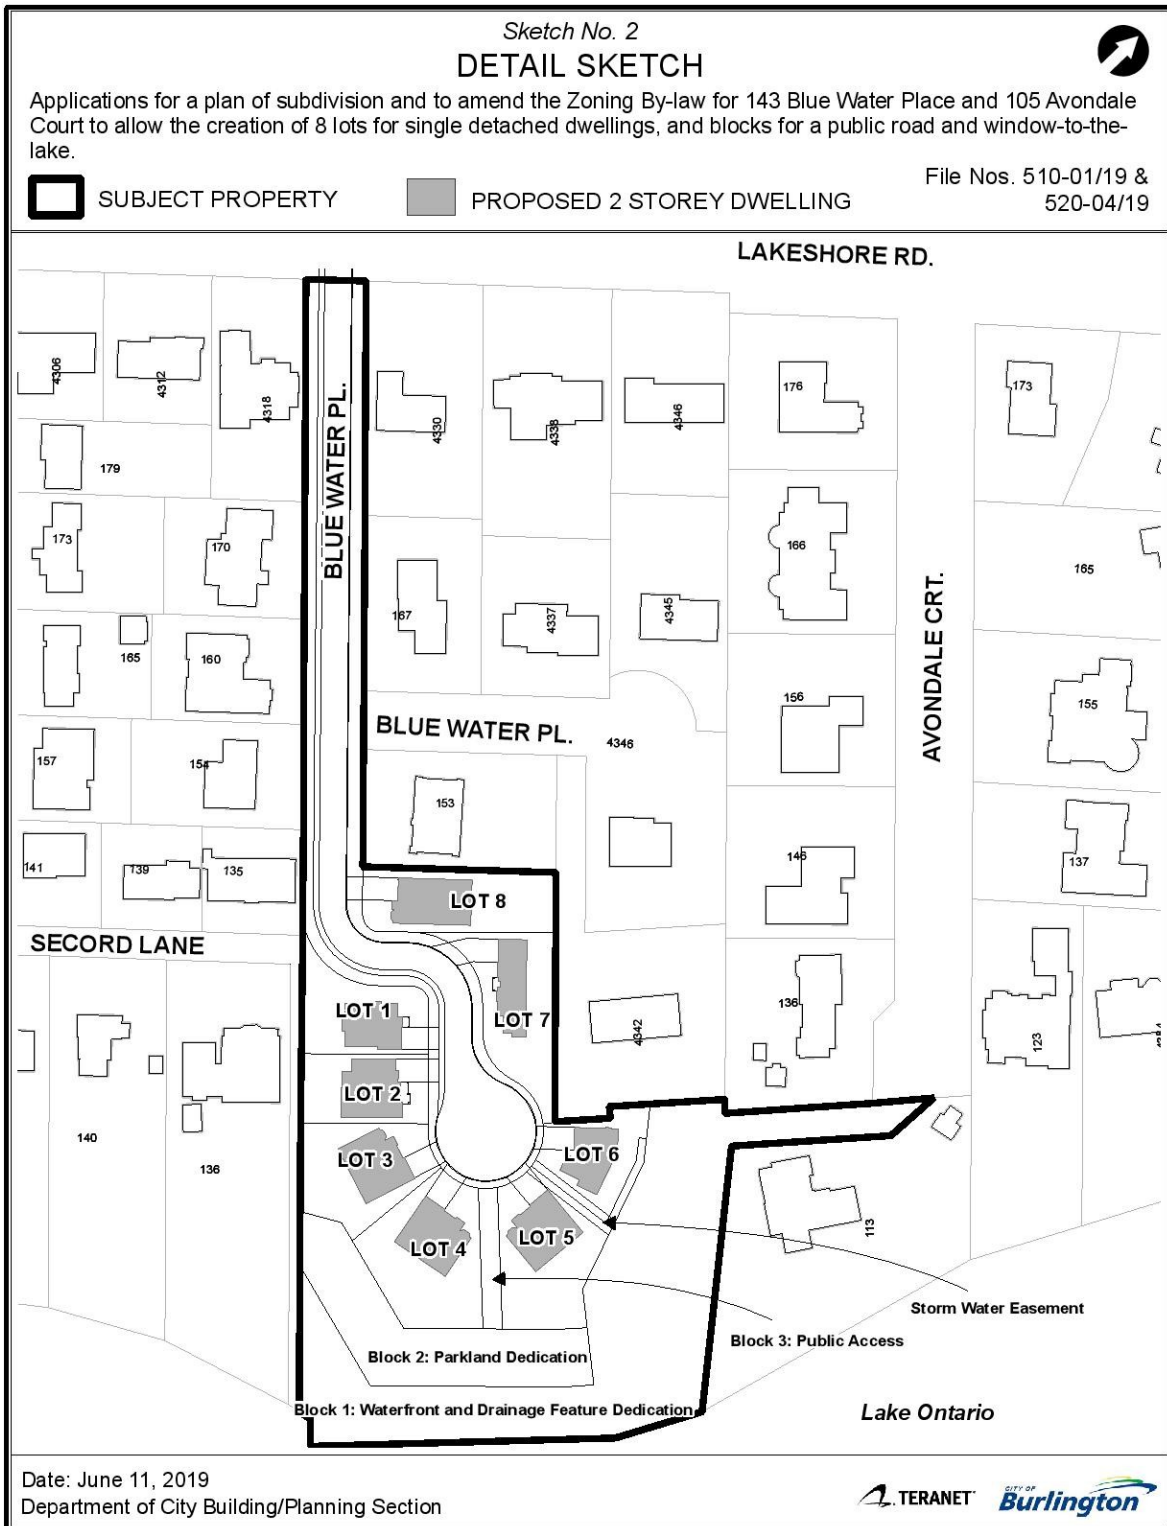 Sketch No. 2
DETAIL SKETCH
Applications for a plan of subdivision and to amend the Zoning By-law for 143 Blue Water Place and 105 Avondale
Court to allow the creation of 8 lots for single detached dwellings, and blocks for a public road and window-to-the-
lake.
SUBJECT PROPERTY
PROPOSED 2 STOREY DWELLING
File Nos. 510-01/19 &
520-04/19
LAKESHORE RD.
4306
4312
4318
BLUE WATER PL.
4330
4338
4346
176
173
179
173
170
166
165
167
4337
4345
AVONDALE CRT.
165
160
156
155
BLUE WATER PL.
4346
157
154
153
141
139
135
146
137
LOT 8
SECORD LANE
LOT 1
LOT 7
4342
136
123
LOT 2
140
136
LOT 3
LOT 6
LOT 4
LOT 5
113
Storm Water Easement
Block 3: Public Access
Block 2: Parkland Dedication
Block 1: Waterfront and Drainage Feature Dedication
Lake Ontario
Date: June 11, 2019
Department of City Building/Planning Section
TERANET
CITY OF
Burlington